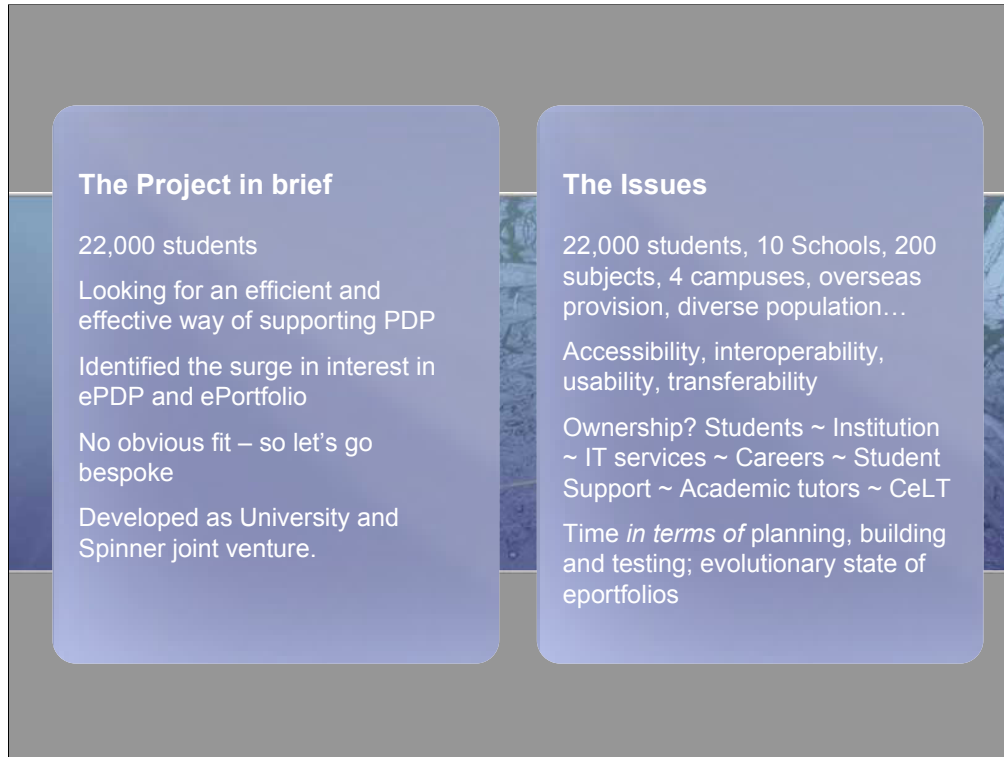 The Project in brief
22,000 students
Looking for an efficient and
effective way of supporting PDP
Identified the surge in interest in
ePDP and ePortfolio
No obvious fit – so let's go
bespoke
Developed as University and
Spinner joint venture.
The Issues
22,000 students, 10 Schools, 200
subjects, 4 campuses, overseas
provision, diverse population…
Accessibility, interoperability,
usability, transferability
Ownership? Students ~ Institution
~ IT services ~ Careers ~ Student
Support ~ Academic tutors ~ CeLT
Time in terms of planning, building
and testing; evolutionary state of
eportfolios